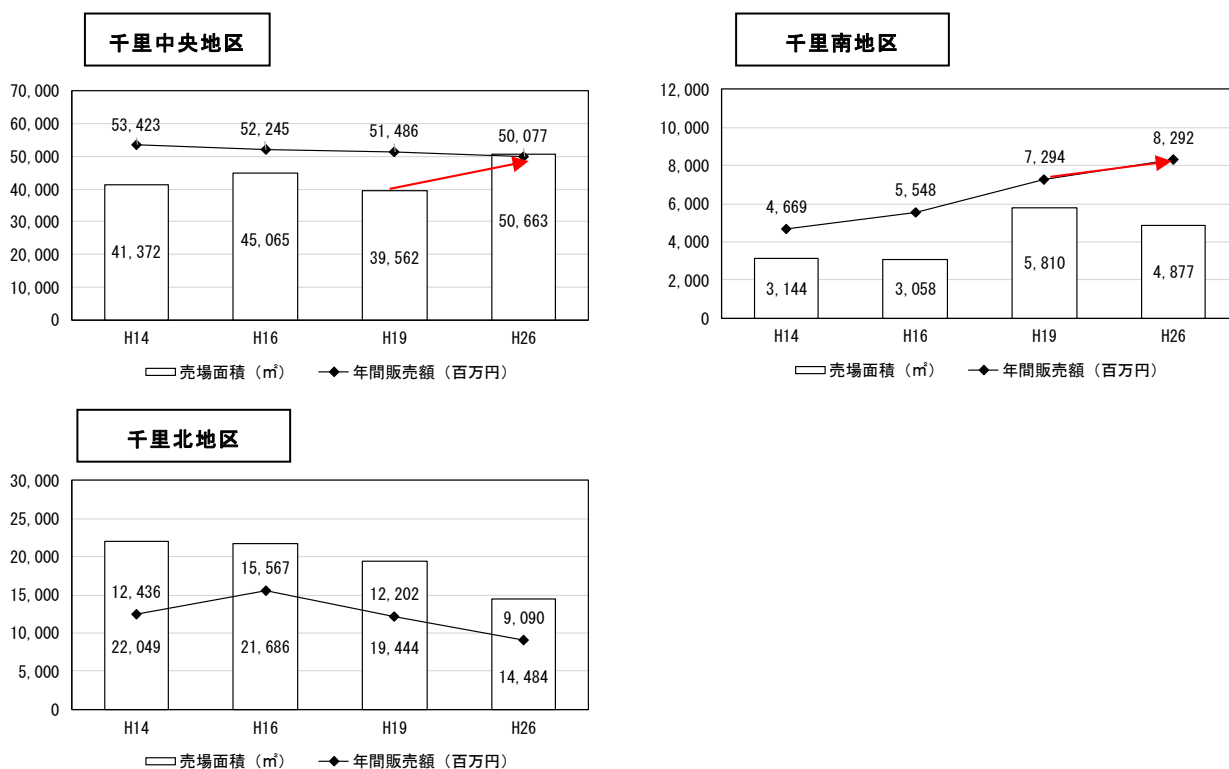 千里中央地区
70,000
60,000
50,000
40,000
30,000
20,000
10,000
0
53,423
52,245
51,486
50,077
41,372
45,065
39,562
50,663
H14
H16
H19
H26
売場面積（㎡）
年間販売額（百万円）
千里南地区
12,000
10,000
8,000
6,000
4,000
2,000
0
4,669
5,548
7,294
8,292
3,144
3,058
5,810
4,877
H14
H16
H19
H26
売場面積（㎡）
年間販売額（百万円）
千里北地区
30,000
25,000
20,000
15,000
10,000
5,000
0
12,436
15,567
12,202
9,090
22,049
21,686
19,444
14,484
H14
H16
H19
H26
売場面積（㎡）
年間販売額（百万円）